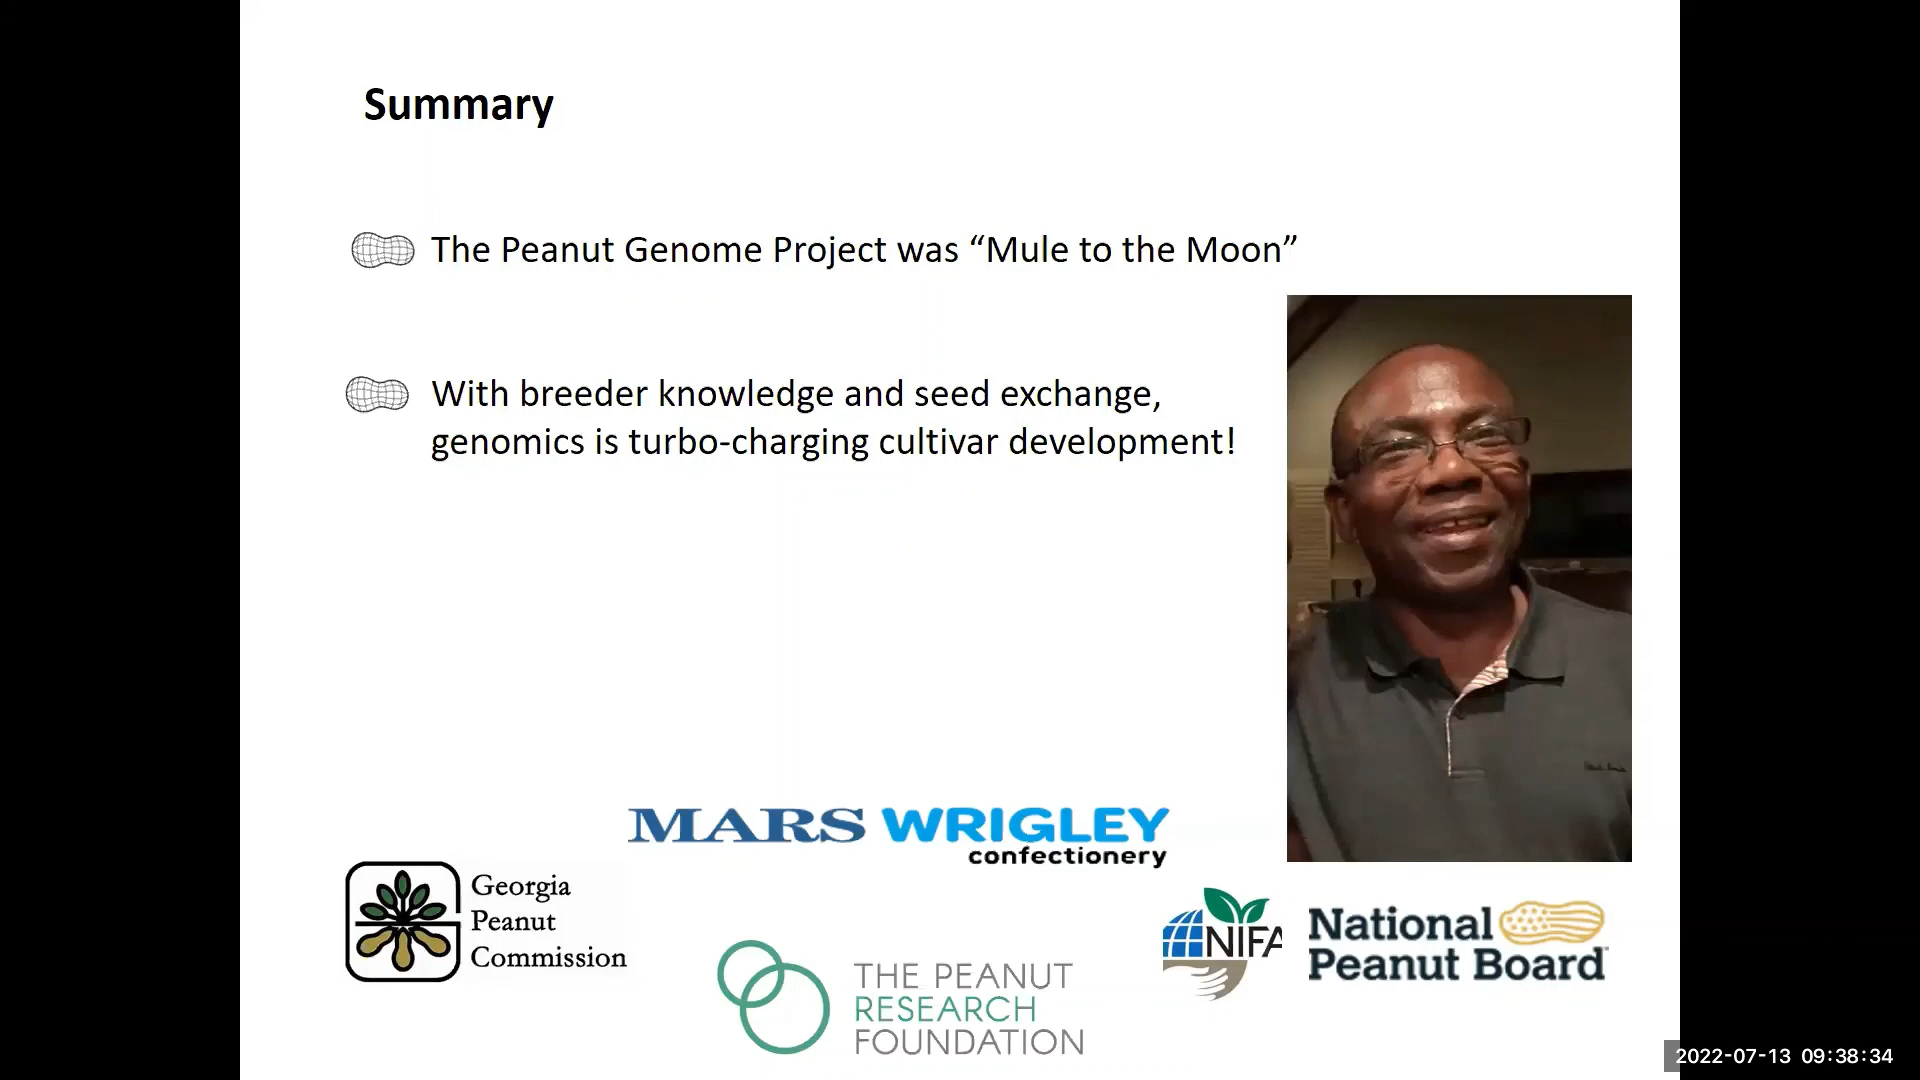 Summary
The Peanut Genome Project was “Mule to the Moon”
With breeder knowledge and seed exchange,
genomics is turbo-charging cultivar development!
MARS WRIGLEY
confectionery
Georgia
Peanut
Commission
THE PEANUT
RESEARCH
FOUNDATION
NIFA
National
Peanut Board
2022-07-13 09:38:34